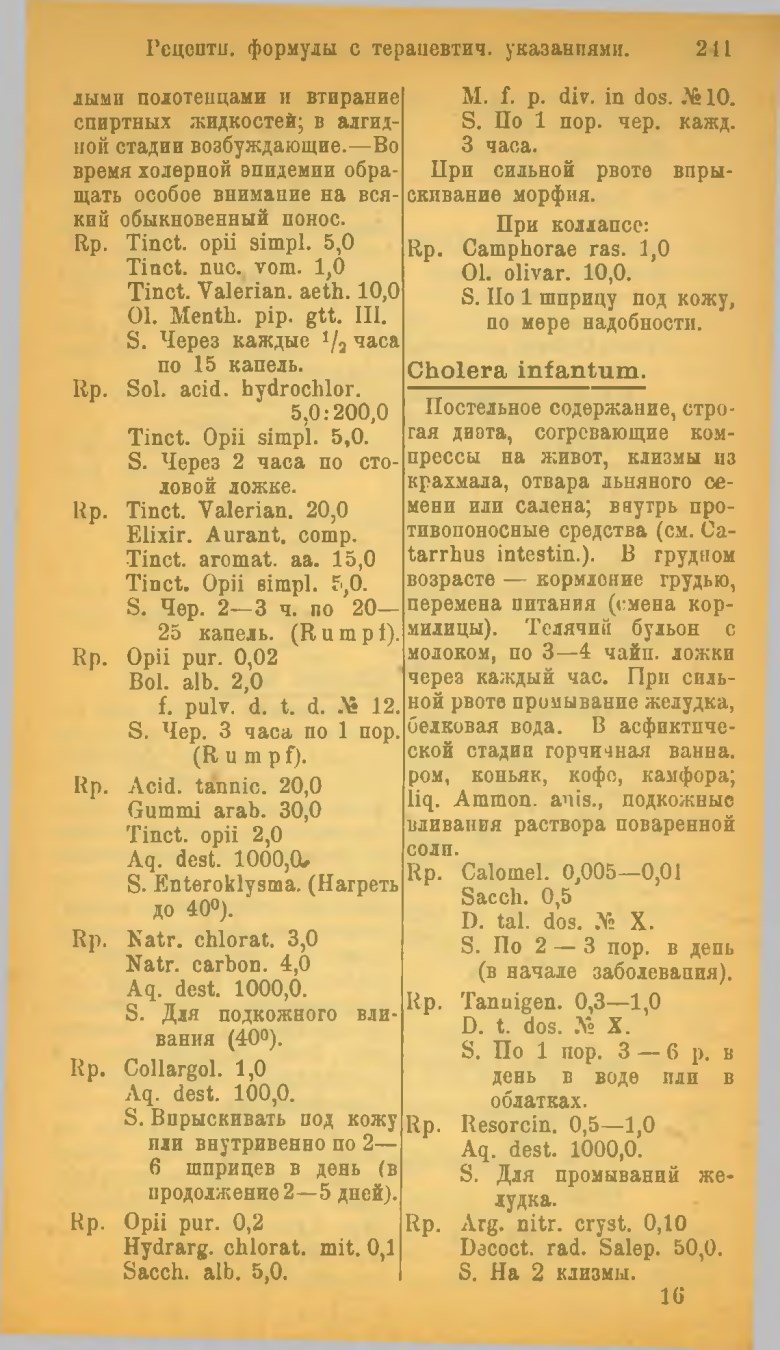 Рецепти. формулы с терапевтич. указаниями. 241
лыми полотенцами и втирание
спиртных жидкостей; в алгид-
ной стадии возбуждающие.—Во
время холерной эпидемии обра-
щать особое внимание на вся-
кий обыкновенный понос.
Rp. Tinct. opii simpl. 5,0
Tinct. nuc. vom. 1,0
Tinct. Valerian. aeth. 10,0
Ol. Menth. pip. gtt. III.
S. Через каждые 1/2 часа
по 15 капель.
Rp. Sol. acid. hydrochlor.
5,0:200,0
Tinct. Opii simpl. 5,0.
S. Через 2 часа по сто-
ловой ложке.
Rp. Tinct. Valerian. 20,0
Elixir. Aurant. comp.
Tinct. aromat. aa. 15,0
Tinct. Opii simpl. 5,0.
S. Чер. 2—3 ч. по 20—
25 капель. (Rumpf).
Rp. Opii pur. 0,02
Bol. alb. 2,0
f. pulv. d. t. d. № 12.
S. Чер. 3 часа по 1 пор.
(Rumpf).
Rp. Acid. tannic. 20,0
Gummi arab. 30,0
Tinct. opii 2,0
Aq. dest. 1000,0.
S. Enteroklysma. (Нагреть
до 40°).
Rp. Natr. chlorat. 3,0
Natr. carbon. 4,0
Aq. dest. 1000,0.
S. Для подкожного вли-
вания (40°).
Rp. Collargol. 1,0
Aq. dest. 100,0.
S. Впрыскивать под кожу
или внутривенно по 2—
6 шприцев в день (в
продолжение 2—5 дней).
Rp. Opii pur. 0,2
Hydrarg. chlorat. mit. 0,1
Sacch. alb. 5,0.
M. f. p. div. in dos. № 10.
S. По 1 пор. чер. кажд.
3 часа.
При сильной рвоте впры-
скивание морфия.
При коллапсе:
Rp. Camphorae ras. 1,0
Ol. olivar. 10,0.
S. По 1 шприцу под кожу,
по мере надобности.
Cholera infantum.
Постельное содержание, стро-
гая диэта, согревающие ком-
прессы на живот, клизмы из
крахмала, отвара льняного се-
мени или салепа; внутрь про-
тивопоносные средства (см. Ca-
tarrhus intestin.). В грудном
возрасте — кормление грудью,
перемена питания (смена кор-
милицы). Телячий бульон с
молоком, по 3—4 чайн. ложки
через каждый час. При силь-
ной рвоте промывание желудка,
белковая вода. В асфиктиче-
ской стадии горчичная ванна.
ром, коньяк, кофе, камфора;
liq. Ammon. anis., подкожные
вливания раствора поваренной
соли.
Rp. Calomel. 0,005—0,01
Sacch. 0,5
D. tal. dos. № X.
S. По 2 — 3 пор. в день
(в начале заболевания).
Rp. Tannigen. 0,3—1,0
D. t. dos. № X.
S. По 1 пор. 3 — 6 р. в
день в воде или в
облатках.
Rp. Resorcin. 0,5—1,0
Aq. dest. 1000,0.
S. Для промываний же-
лудка.
Rp. Arg. nitr. cryst. 0,10
Decoct. rad. Salep. 50,0.
S. На 2 клизмы.
16